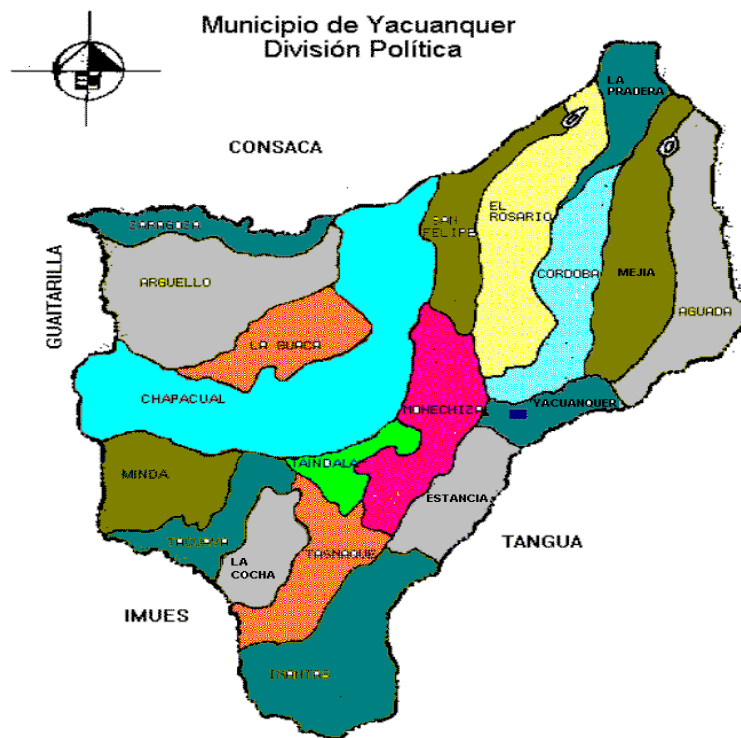 Municipio de Yacuanquer
División Política
LA
PRADERA
CONSACA
ZARAGOZA
SAN
FELIPE
EL
ROSARIO
GUAITARILLA
ARGUELLO
CORDOBA
MEJIA
AGUADA
LA GUACA
CHAPACUAL
MOHECHIZA
YACUANQUER
TAINDALA
MINDA
ESTANCIA
TACUAYA
LA
COCHA
TASNAQUE
TANGUA
IMUES
INANTAS